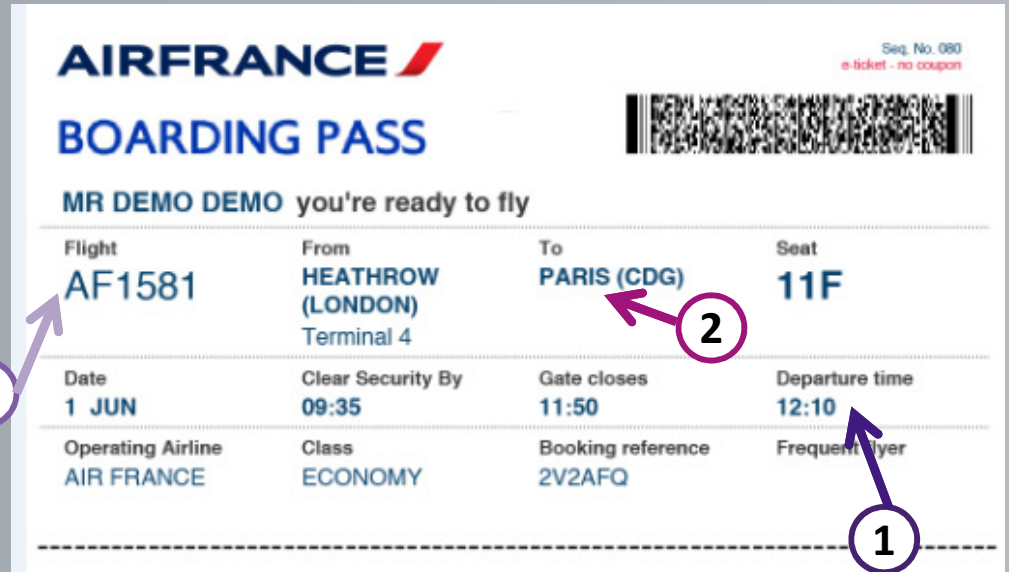 AIRFRANCE
Seq. No. 080
e-ticket - no coupon
BOARDING PASS
MR DEMO DEMO you're ready to fly
Flight From To Seat
AF1581 HEATHROW PARIS (CDG) 11F
(LONDON)
Terminal 4
2
Date Clear Security By Gate closes Departure time
1 JUN 09:35 11:50 12:10
Operating Airline Class Booking reference Frequent flyer
AIR FRANCE ECONOMY 2V2AFQ
1